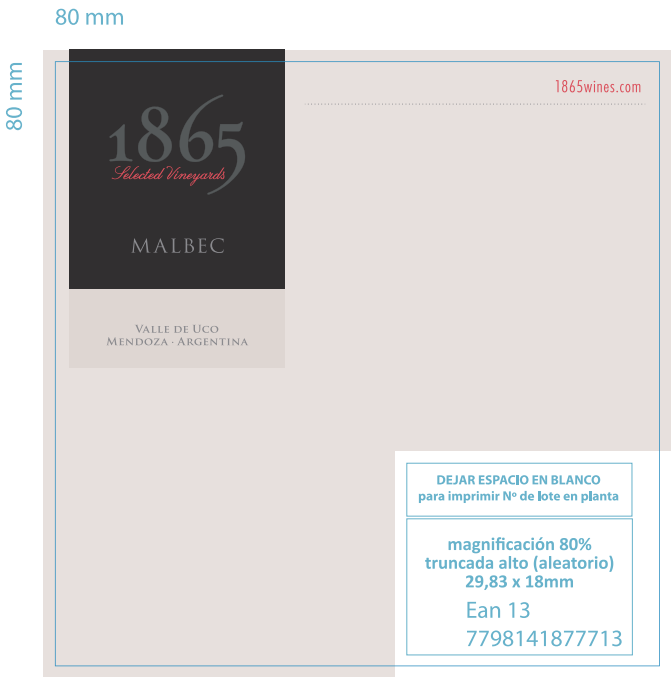 80 mm
80 mm
1865wines.com
1865
Selected Vineyards
MALBEC
VALLE DE UCO
MENDOZA · ARGENTINA
DEJAR ESPACIO EN BLANCO
para imprimir Nº de lote en planta
magnificación 80%
truncada alto (aleatorio)
29,83 x 18mm
Ean 13
7798141877713